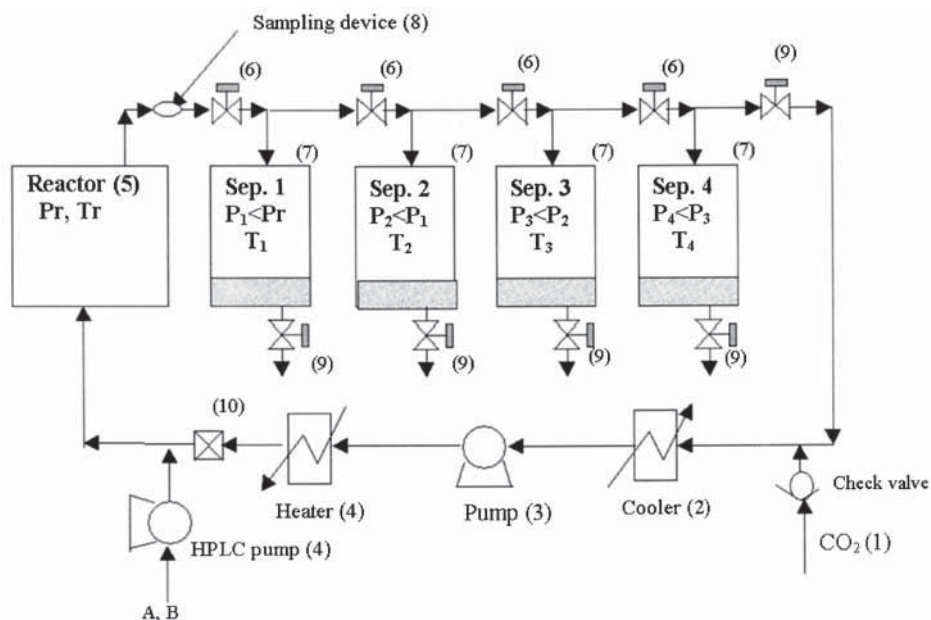 Sampling device (8)
(6)
(6)
(6)
(6)
(9)
(7)
(7)
(7)
(7)
Reactor (5)
Pr, Tr
Sep. 1
P₁<Pr
T₁
Sep. 2
P₂<P₁
T₂
Sep. 3
P₃<P₂
T₃
Sep. 4
P₄<P₃
T₄
(9)
(9)
(9)
(9)
(10)
Heater (4)
Pump (3)
Cooler (2)
Check valve
HPLC pump (4)
CO₂ (1)
A, B